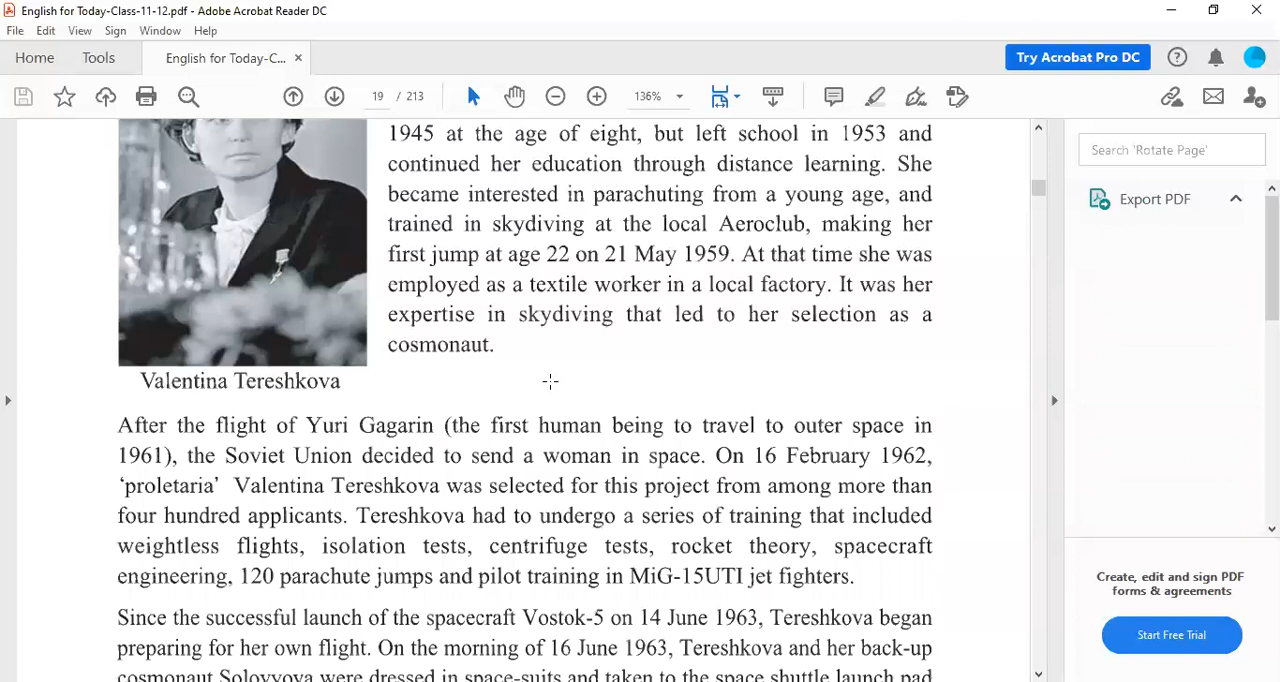 English for Today-Class-11-12.pdf - Adobe Acrobat Reader DC
File Edit View Sign Window Help
Home Tools English for Today-C... ×
Try Acrobat Pro DC
19 / 213 136%
Search 'Rotate Page'
Export PDF
1945 at the age of eight, but left school in 1953 and
continued her education through distance learning. She
became interested in parachuting from a young age, and
trained in skydiving at the local Aeroclub, making her
first jump at age 22 on 21 May 1959. At that time she was
employed as a textile worker in a local factory. It was her
expertise in skydiving that led to her selection as a
cosmonaut.
Valentina Tereshkova
After the flight of Yuri Gagarin (the first human being to travel to outer space in
1961), the Soviet Union decided to send a woman in space. On 16 February 1962,
‘proletaria’ Valentina Tereshkova was selected for this project from among more than
four hundred applicants. Tereshkova had to undergo a series of training that included
weightless flights, isolation tests, centrifuge tests, rocket theory, spacecraft
engineering, 120 parachute jumps and pilot training in MiG-15UTI jet fighters.
Since the successful launch of the spacecraft Vostok-5 on 14 June 1963, Tereshkova began
preparing for her own flight. On the morning of 16 June 1963, Tereshkova and her back-up
cosmonaut Solovyova were dressed in space-suits and taken to the space shuttle launch pad
Create, edit and sign PDF
forms & agreements
Start Free Trial